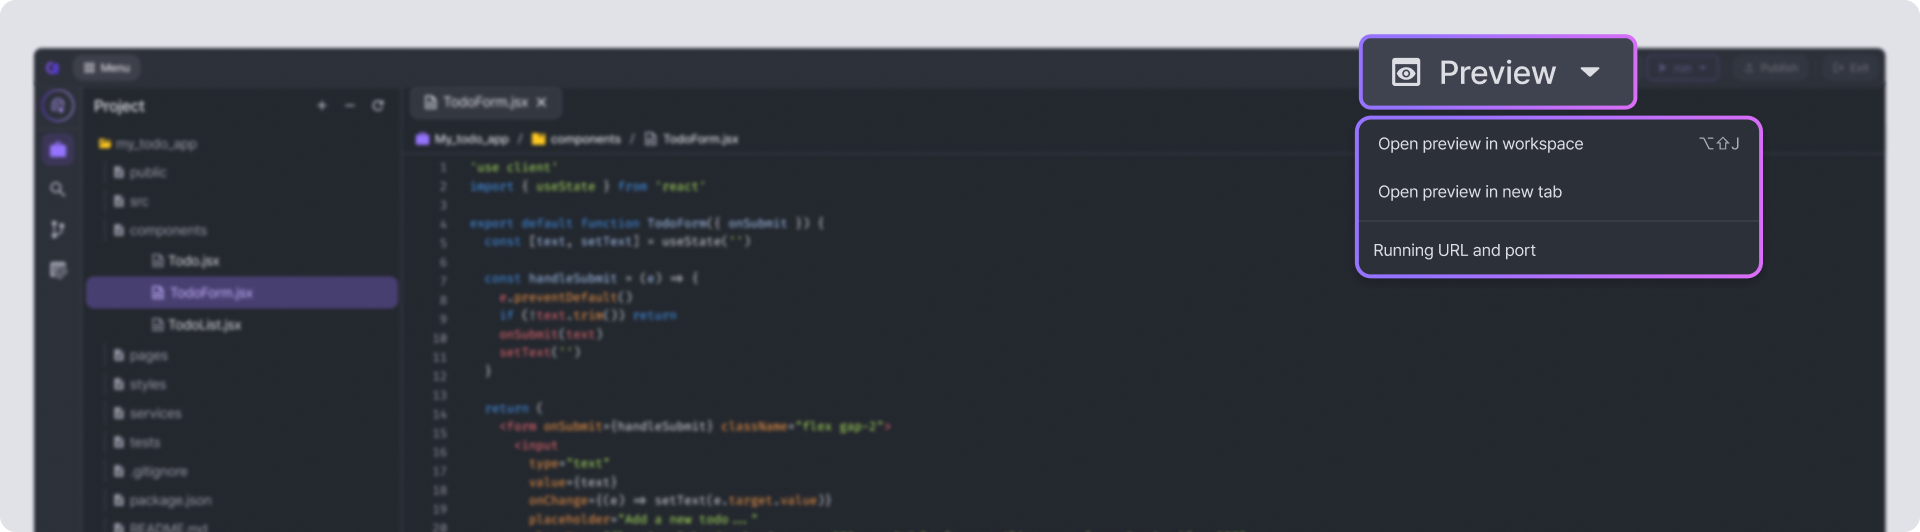 Menu
Preview
run
Publish
Exit
Project
TodoForm.jsx
my_todo_app
public
src
components
Todo.jsx
TodoForm.jsx
TodoList.jsx
pages
styles
services
tests
.gitignore
package.json
README.md
My_todo_app / components / TodoForm.jsx
1 'use client'
2 import { useState } from 'react'
3
4 export default function TodoForm({ onSubmit }) {
5 const [text, setText] = useState('')
6
7 const handleSubmit = (e) => {
8 e.preventDefault()
9 if (!text.trim()) return
10 onSubmit(text)
11 setText('')
12 }
13
14 return (
15 <form onSubmit={handleSubmit} className="flex gap-2">
16 <input
17 type="text"
18 value={text}
19 onChange={(e) => setText(e.target.value)}
20 placeholder="Add a new todo..."
Open preview in workspace ⌥⇧J
Open preview in new tab
Running URL and port